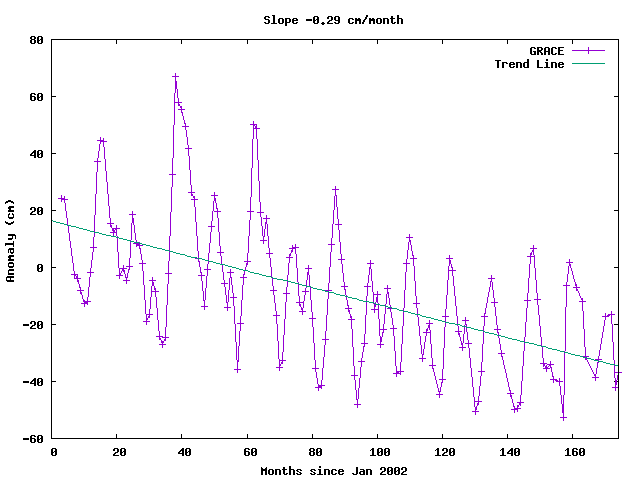 Slope -0.29 cm/month
80
60
40
20
0
-20
-40
-60
Anomaly (cm)
GRACE
Trend Line
0 20 40 60 80 100 120 140 160
Months since Jan 2002